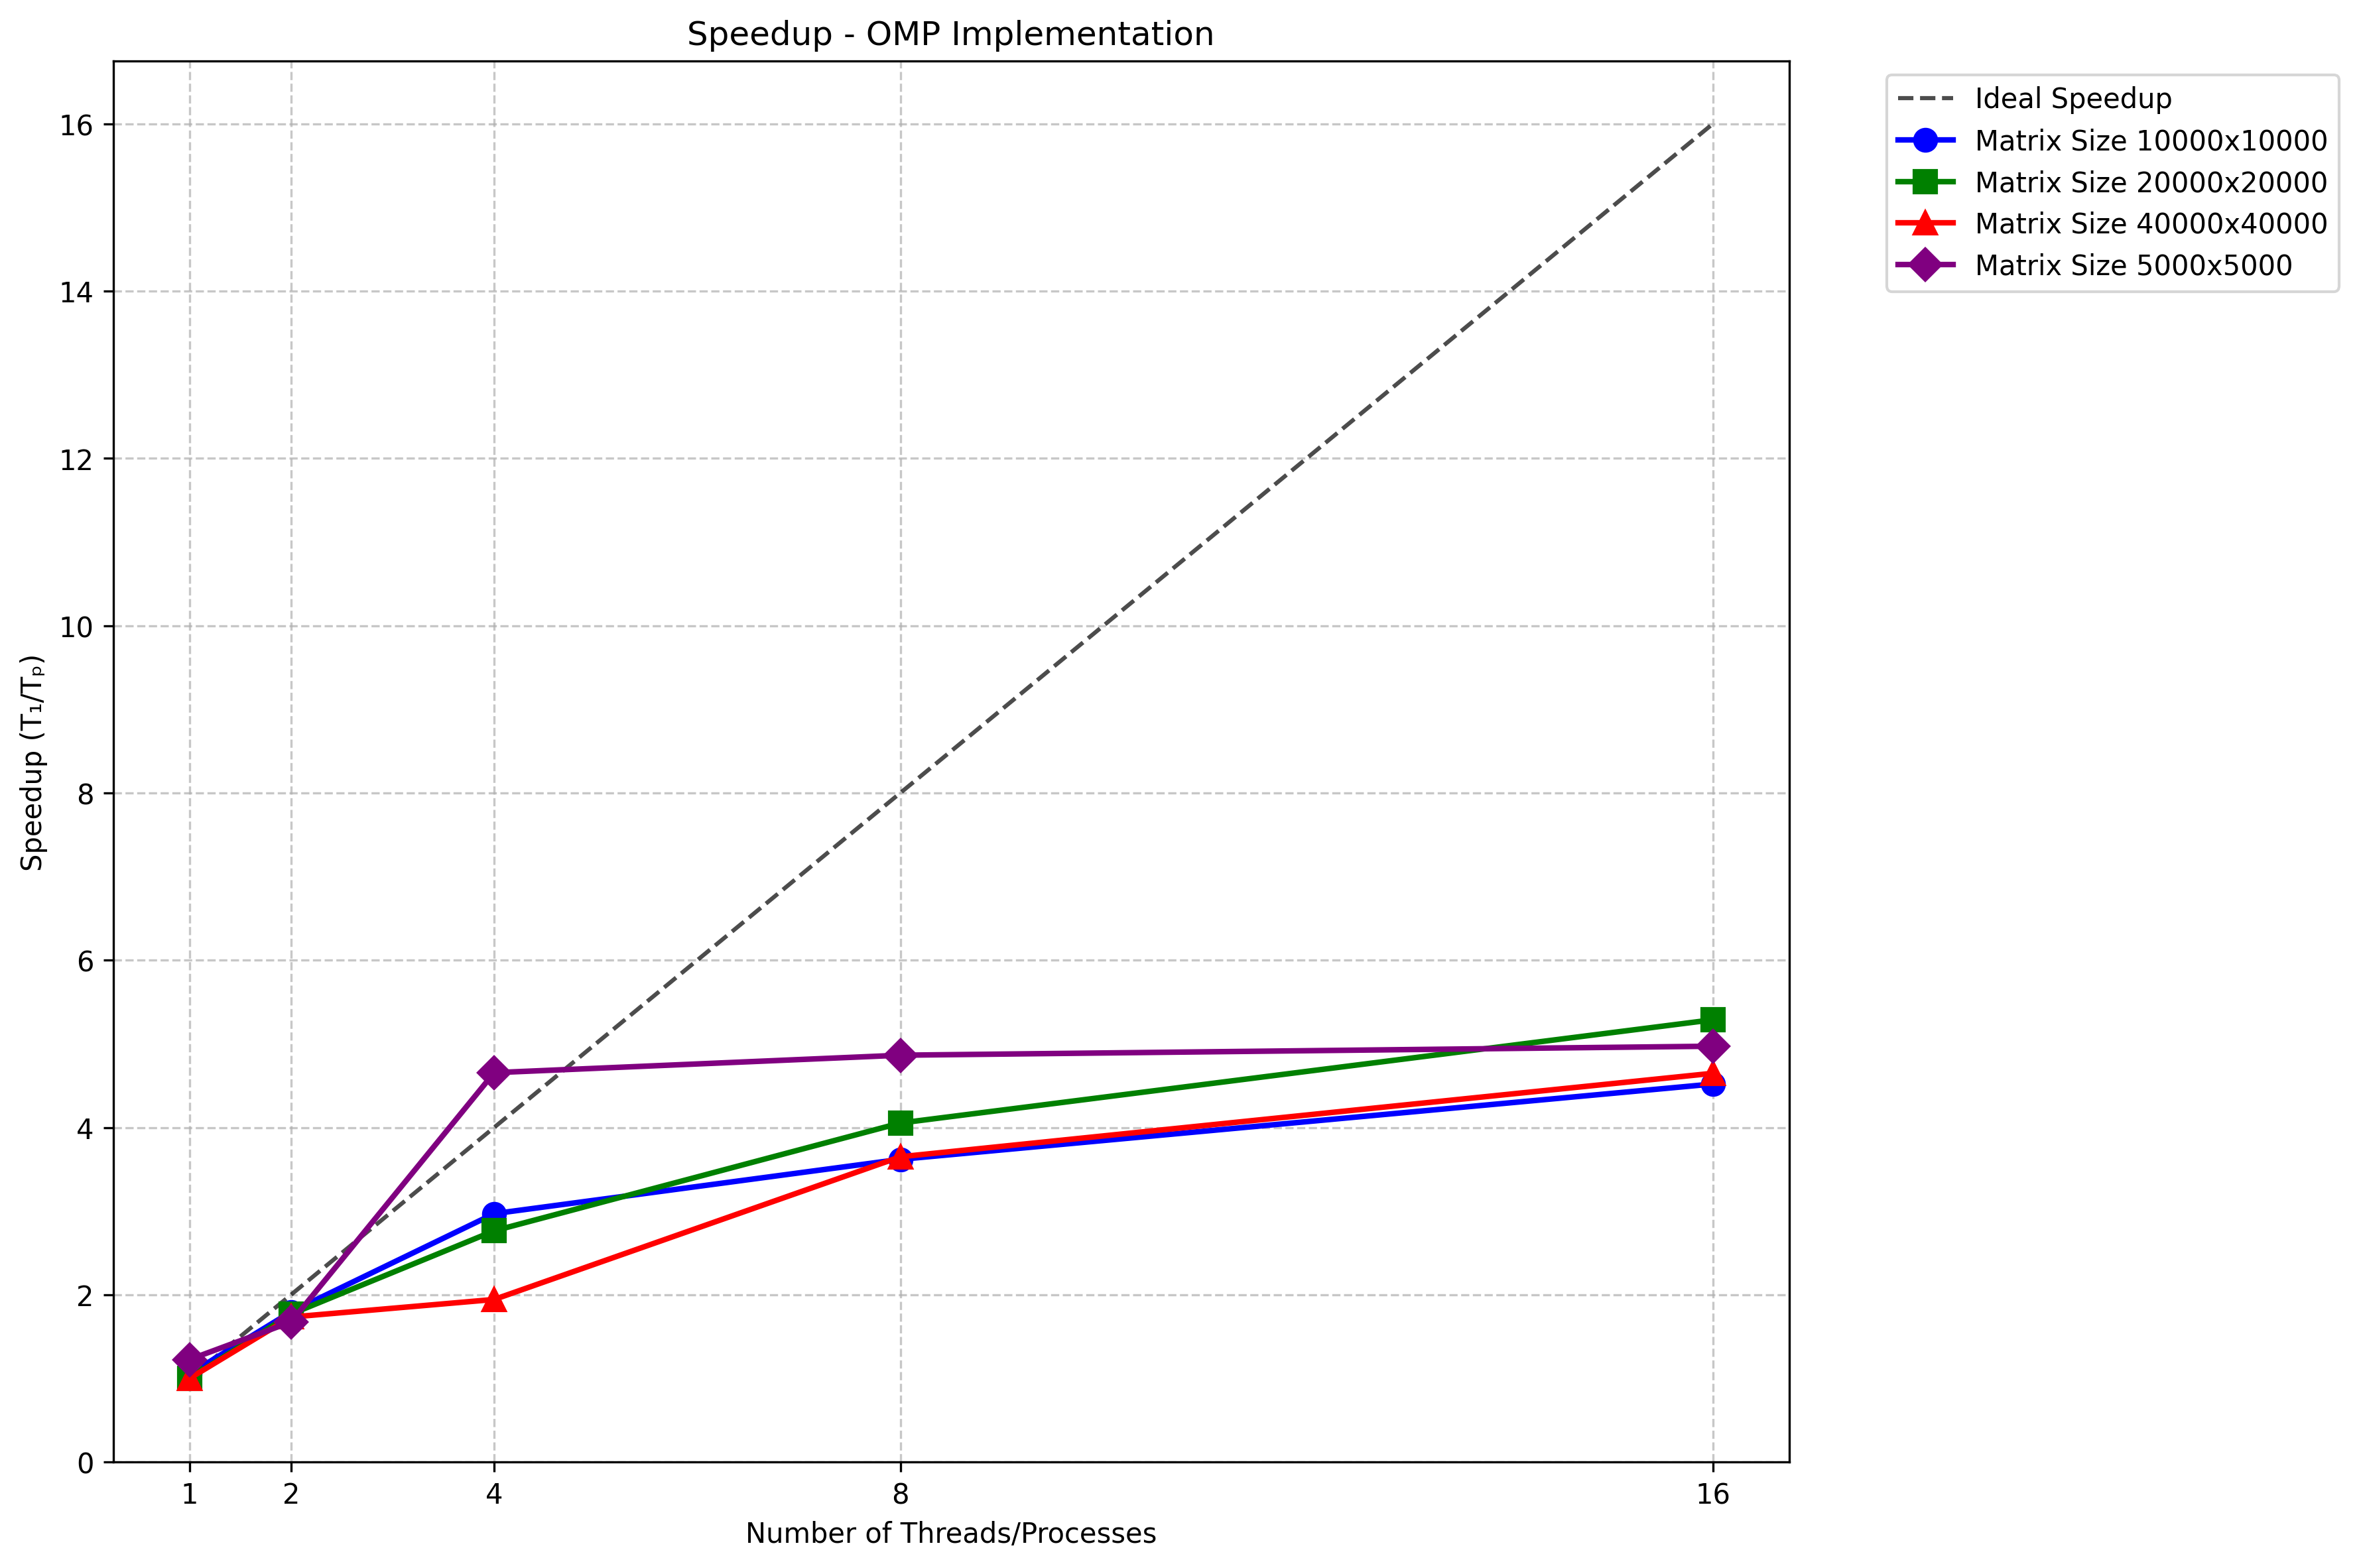 Speedup - OMP Implementation
Ideal Speedup
Matrix Size 10000x10000
Matrix Size 20000x20000
Matrix Size 40000x40000
Matrix Size 5000x5000
Speedup (T₁/Tₚ)
16
14
12
10
8
6
4
2
0
1 2 4 8 16
Number of Threads/Processes